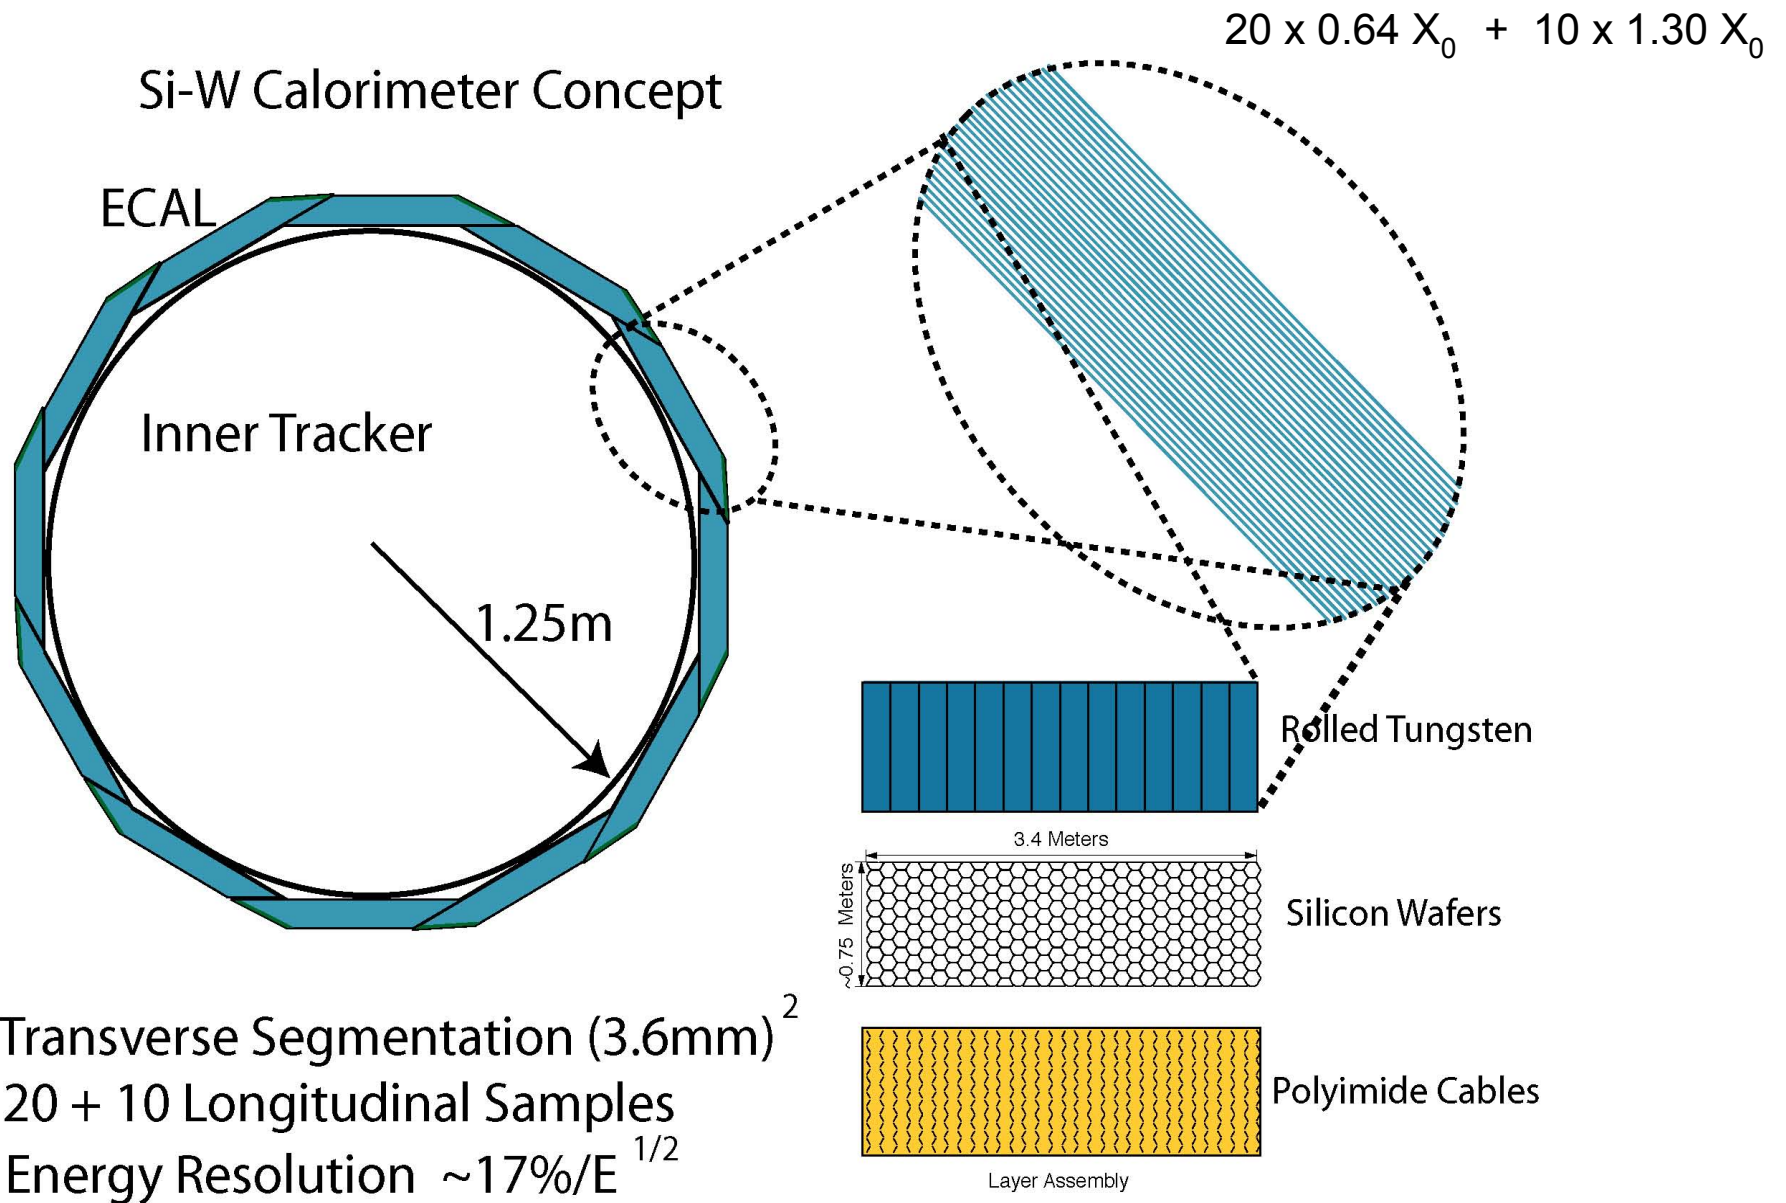 20 x 0.64 X0 + 10 x 1.30 X0
Si-W Calorimeter Concept
ECAL
Inner Tracker
1.25m
Rolled Tungsten
3.4 Meters
~0.75 Meters
Silicon Wafers
Polyimide Cables
Layer Assembly
Transverse Segmentation (3.6mm)2
20 + 10 Longitudinal Samples
Energy Resolution ~17%/E 1/2